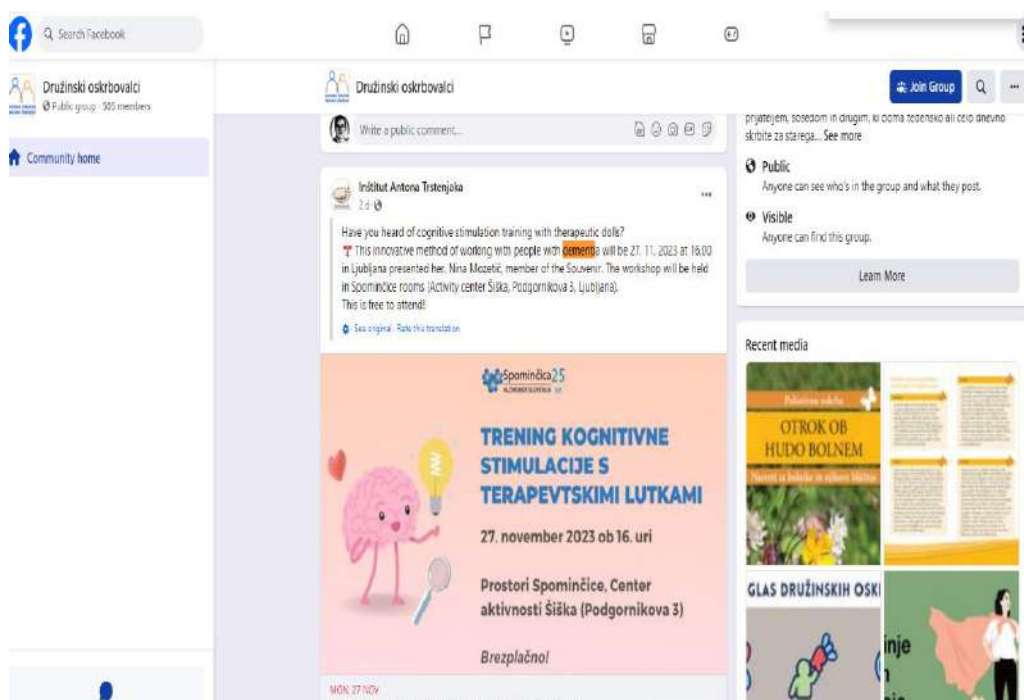 Search Facebook
Družinski oskrbovalci
Public group · 505 members
Community home
Družinski oskrbovalci
Join Group
Write a public comment...
Inštitut Antona Trstenjaka
2 d ·
Have you heard of cognitive stimulation training with therapeutic dolls?
This innovative method of working with people with dementia will be 27. 11. 2023 at 16.00
in Ljubljana presented her. Nina Mozetič, member of the Souvenir. The workshop will be held
in Spominčice rooms (Activity center Šiška, Podgornikova 3, Ljubljana).
This is free to attend!
See original · Rate this translation
Spominčica 25
TRENING KOGNITIVNE
STIMULACIJE S
TERAPEVTSKIMI LUTKAMI
27. november 2023 ob 16. uri
Prostori Spominčice, Center
aktivnosti Šiška (Podgornikova 3)
Brezplačno!
MON, 27 NOV
prijateljem, sosedom in drugim, ki doma tedensko ali celo dnevno
skrbite za starega... See more
Public
Anyone can see who's in the group and what they post.
Visible
Anyone can find this group.
Learn More
Recent media
OTROK OB
HUDO BOLNEM
GLAS DRUŽINSKIH OSKI
inje